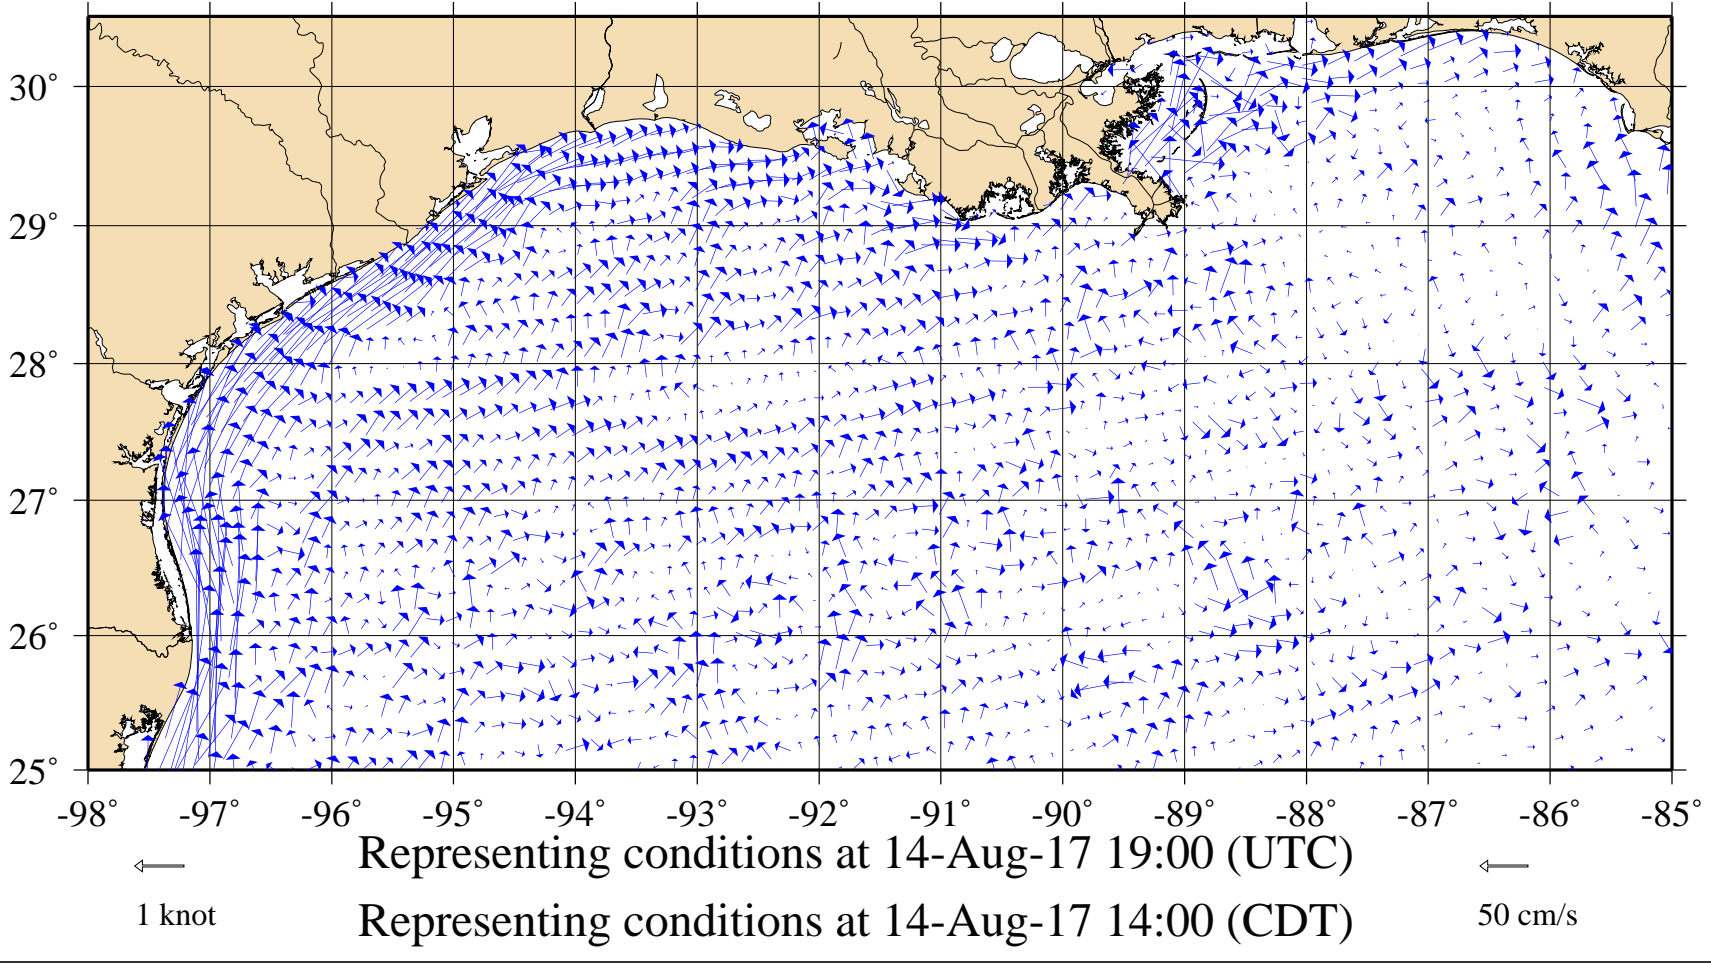 30°
29°
28°
27°
26°
25°
-98° -97° -96° -95° -94° -93° -92° -91° -90° -89° -88° -87° -86° -85°
Representing conditions at 14-Aug-17 19:00 (UTC)
1 knot Representing conditions at 14-Aug-17 14:00 (CDT) 50 cm/s